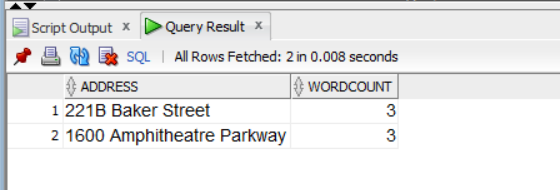 Script Output x Query Result x
SQL | All Rows Fetched: 2 in 0.008 seconds
ADDRESS WORDCOUNT
1 221B Baker Street 3
2 1600 Amphitheatre Parkway 3